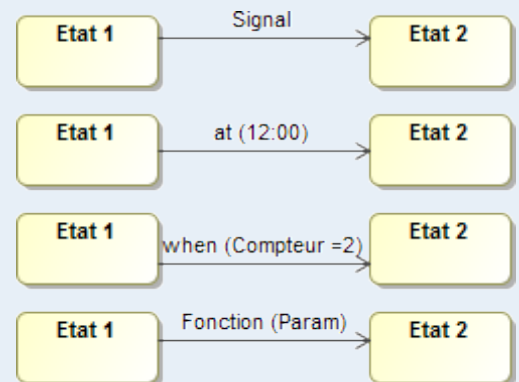 Signal
Etat 1 Etat 2
at (12:00)
Etat 1 Etat 2
when (Compteur =2)
Etat 1 Etat 2
Fonction (Param)
Etat 1 Etat 2